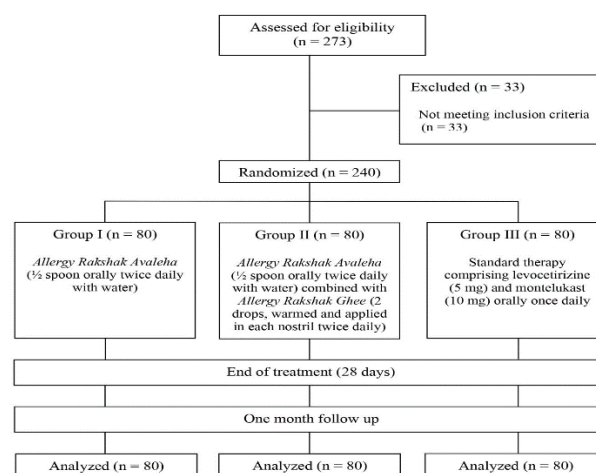 Assessed for eligibility
(n = 273)
Excluded (n = 33)
Not meeting inclusion criteria
(n = 33)
Randomized (n = 240)
Group I (n = 80)
Allergy Rakshak Avaleha
(½ spoon orally twice daily
with water)
Group II (n = 80)
Allergy Rakshak Avaleha
(½ spoon orally twice daily
with water) combined with
Allergy Rakshak Ghee (2
drops, warmed and applied
in each nostril twice daily)
Group III (n = 80)
Standard therapy
comprising levocetirizine
(5 mg) and montelukast
(10 mg) orally once daily
End of treatment (28 days)
One month follow up
Analyzed (n = 80)
Analyzed (n = 80)
Analyzed (n = 80)